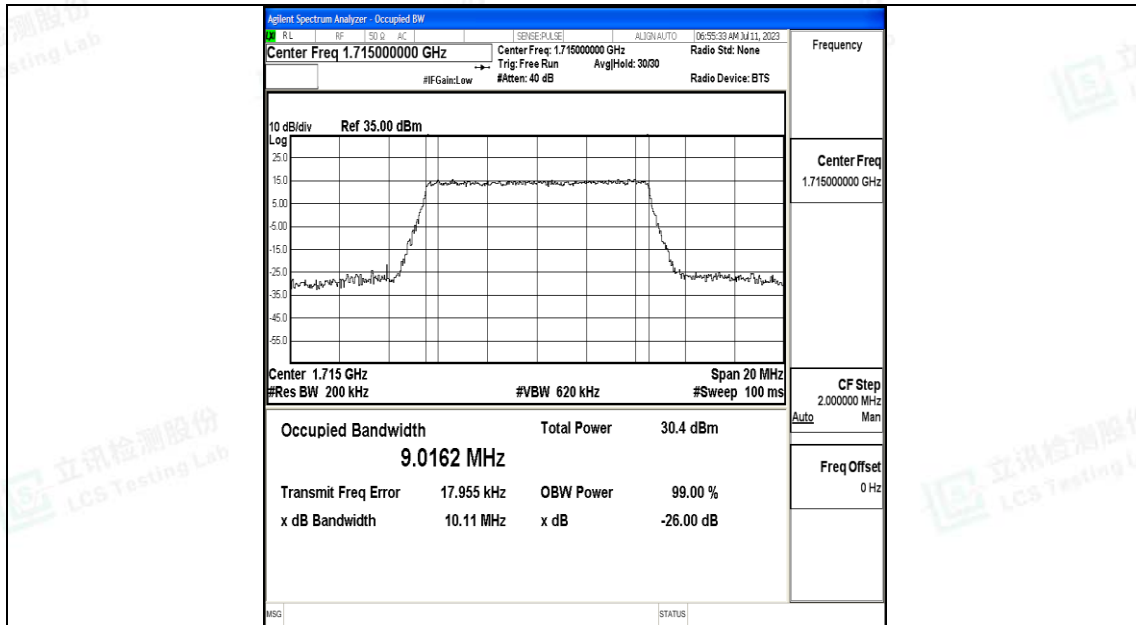 Agilent Spectrum Analyzer - Occupied BW
LXI RL RF 50 Ω AC SENSE:PULSE ALIGN AUTO 06:55:33 AM Jul 11, 2023
Center Freq 1.715000000 GHz
Center Freq: 1.715000000 GHz Radio Std: None
Trig: Free Run Avg|Hold: 30/30
#IFGain:Low #Atten: 40 dB Radio Device: BTS
10 dB/div Ref 35.00 dBm
Log
25.0
15.0
5.00
-5.00
-15.0
-25.0
-35.0
-45.0
-55.0
Center 1.715 GHz Span 20 MHz
#Res BW 200 kHz #VBW 620 kHz #Sweep 100 ms
Occupied Bandwidth Total Power 30.4 dBm
9.0162 MHz
Transmit Freq Error 17.955 kHz OBW Power 99.00 %
x dB Bandwidth 10.11 MHz x dB -26.00 dB
MSG STATUS
Frequency
Center Freq
1.715000000 GHz
CF Step
2.000000 MHz
Auto Man
Freq Offset
0 Hz
立讯检测股份
LCS Testing Lab
立讯检测股份